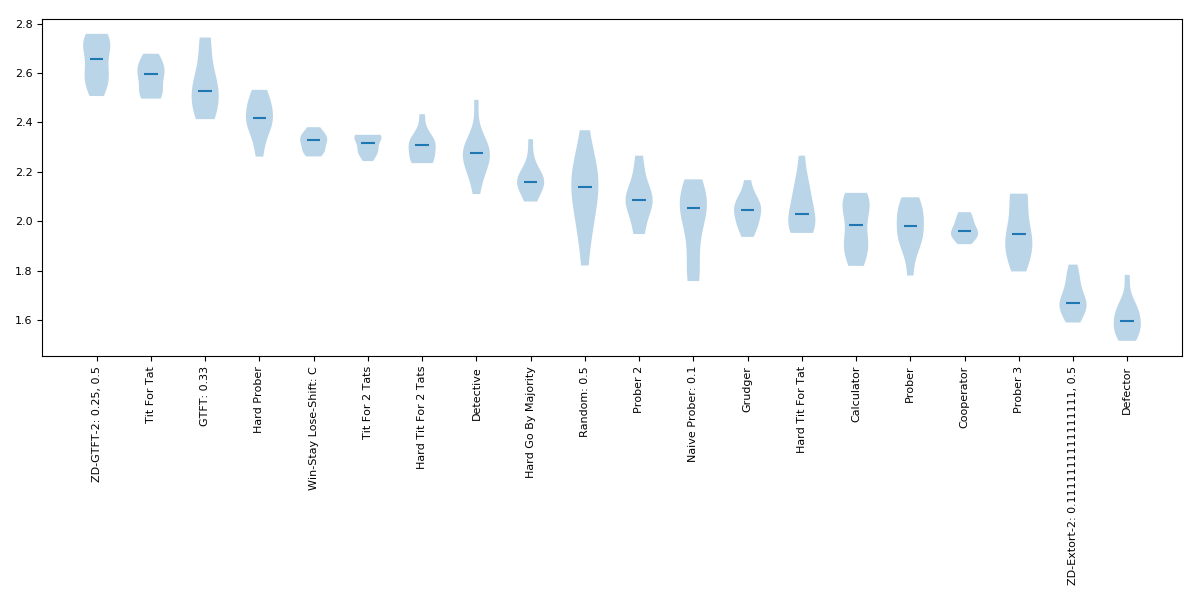 2.8
2.6
2.4
2.2
2.0
1.8
1.6
ZD-GTFT-2: 0.25, 0.5
Tit For Tat
GTFT: 0.33
Hard Prober
Win-Stay Lose-Shift: C
Tit For 2 Tats
Hard Tit For 2 Tats
Detective
Hard Go By Majority
Random: 0.5
Prober 2
Naive Prober: 0.1
Grudger
Hard Tit For Tat
Calculator
Prober
Cooperator
Prober 3
ZD-Extort-2: 0.1111111111111111, 0.5
Defector